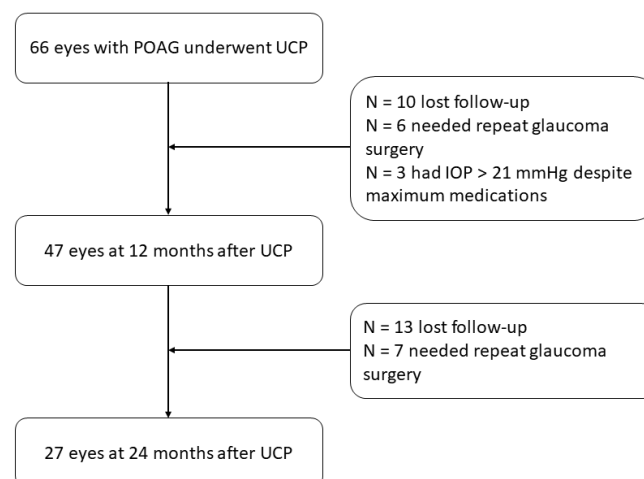 66 eyes with POAG underwent UCP
N = 10 lost follow-up
N = 6 needed repeat glaucoma
surgery
N = 3 had IOP > 21 mmHg despite
maximum medications
47 eyes at 12 months after UCP
N = 13 lost follow-up
N = 7 needed repeat glaucoma
surgery
27 eyes at 24 months after UCP